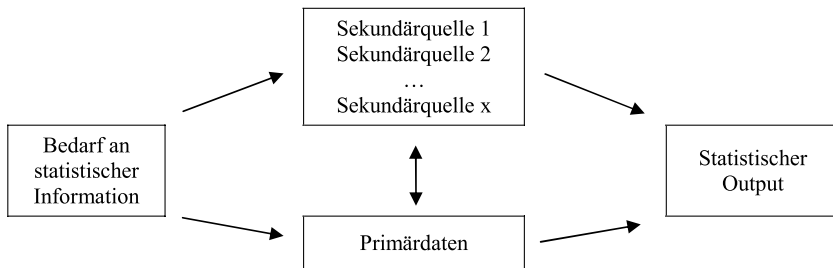 Sekundärquelle 1
Sekundärquelle 2
…
Sekundärquelle x
Bedarf an
statistischer
Information
Statistischer
Output
Primärdaten